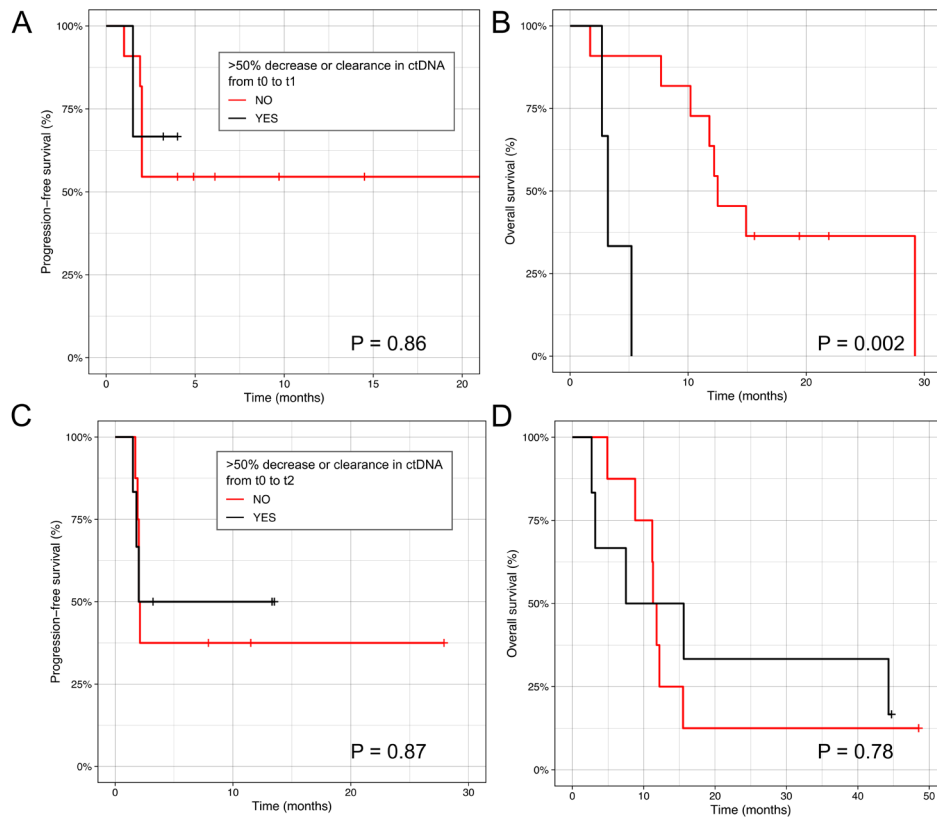 A
100%
75%
50%
25%
0%
Progression−free survival (%)
>50% decrease or clearance in ctDNA
from t0 to t1
NO
YES
P = 0.86
0 5 10 15 20
Time (months)
B
100%
75%
50%
25%
0%
Overall survival (%)
P = 0.002
0 10 20 30
Time (months)
C
100%
75%
50%
25%
0%
Progression−free survival (%)
>50% decrease or clearance in ctDNA
from t0 to t2
NO
YES
P = 0.87
0 10 20 30
Time (months)
D
100%
75%
50%
25%
0%
Overall survival (%)
P = 0.78
0 10 20 30 40 50
Time (months)